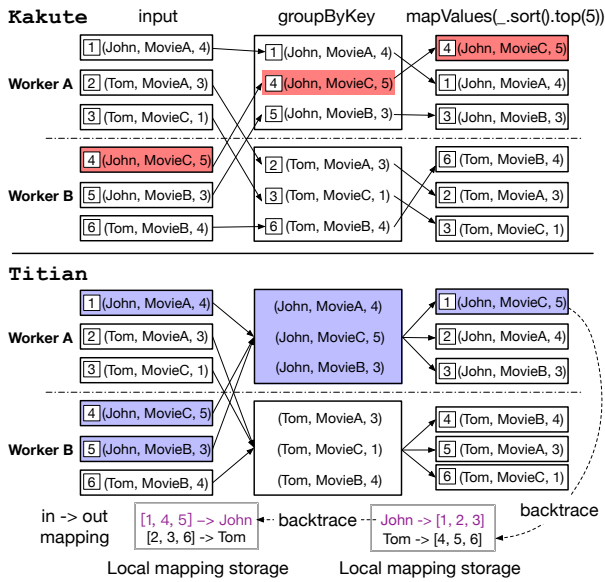 Kakute input groupByKey mapValues(_.sort().top(5))
1 (John, MovieA, 4) 1 (John, MovieA, 4) 4 (John, MovieC, 5)
Worker A 2 (Tom, MovieA, 3) 4 (John, MovieC, 5) 1 (John, MovieA, 4)
3 (Tom, MovieC, 1) 5 (John, MovieB, 3) 3 (John, MovieB, 3)
4 (John, MovieC, 5) 2 (Tom, MovieA, 3) 6 (Tom, MovieB, 4)
Worker B 5 (John, MovieB, 3) 3 (Tom, MovieC, 1) 2 (Tom, MovieA, 3)
6 (Tom, MovieB, 4) 6 (Tom, MovieB, 4) 3 (Tom, MovieC, 1)
Titian
1 (John, MovieA, 4) (John, MovieA, 4) 1 (John, MovieC, 5)
Worker A 2 (Tom, MovieA, 3) (John, MovieC, 5) 2 (John, MovieA, 4)
3 (Tom, MovieC, 1) (John, MovieB, 3) 3 (John, MovieB, 3)
4 (John, MovieC, 5) (Tom, MovieA, 3) 4 (Tom, MovieB, 4)
Worker B 5 (John, MovieB, 3) (Tom, MovieC, 1) 5 (Tom, MovieA, 3)
6 (Tom, MovieB, 4) (Tom, MovieB, 4) 6 (Tom, MovieC, 1)
in -> out [1, 4, 5] -> John backtrace John -> [1, 2, 3] backtrace
mapping [2, 3, 6] -> Tom Tom -> [4, 5, 6]
Local mapping storage Local mapping storage